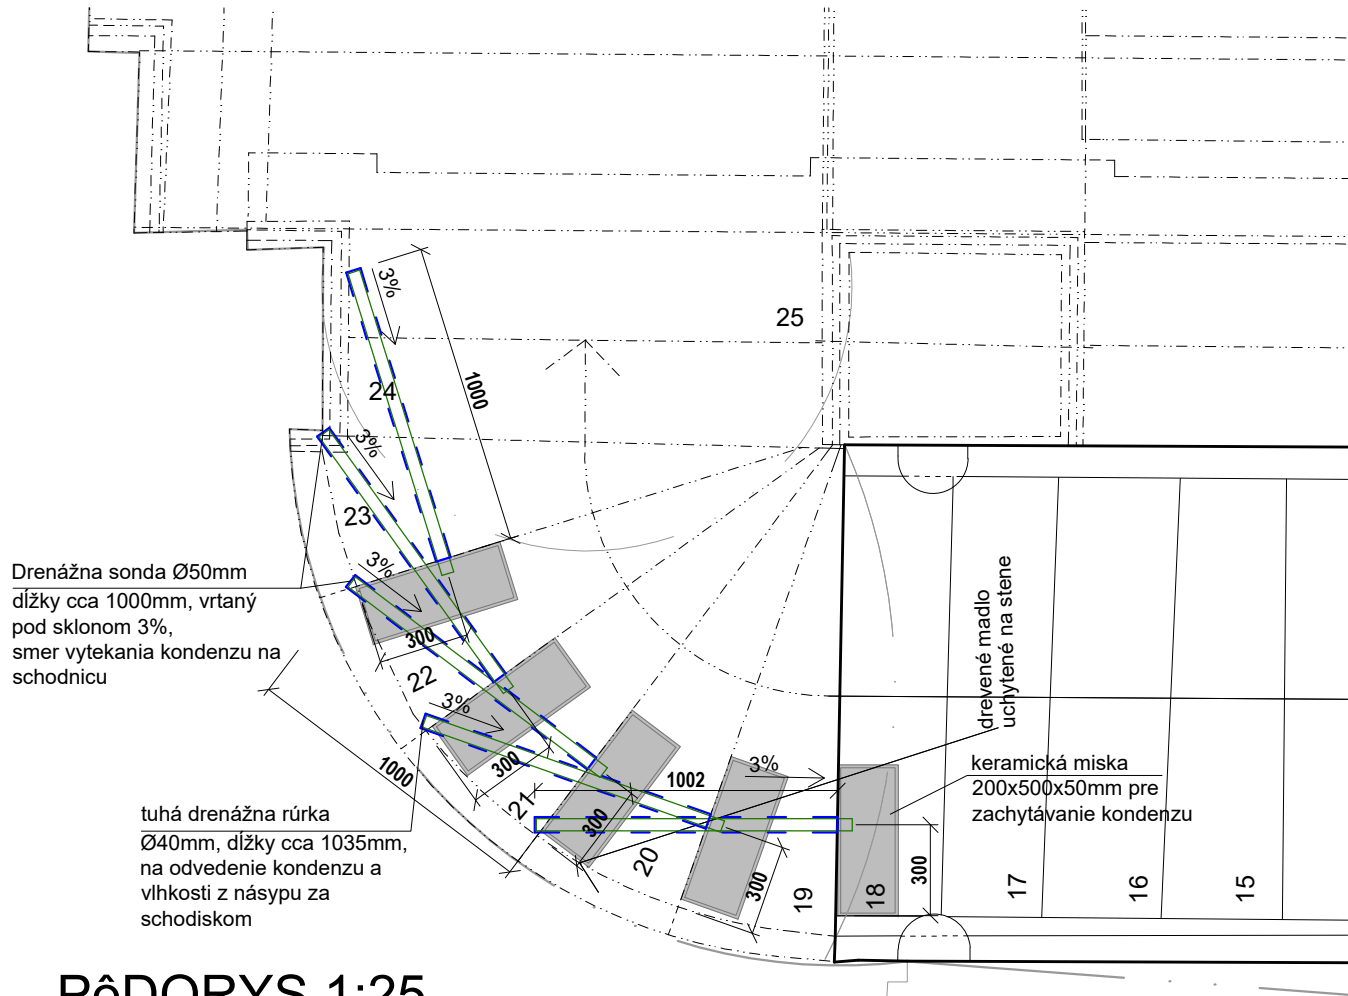 25
3%
24
1000
3%
23
3%
Drenážna sonda Ø50mm
dĺžky cca 1000mm, vrtaný
pod sklonom 3%,
smer vytekania kondenzu na
schodnicu
300
22
3%
drevené madlo
uchytené na stene
300
1000
1002
3%
keramická miska
200x500x50mm pre
zachytávanie kondenzu
tuhá drenážna rúrka
Ø40mm, dĺžky cca 1035mm,
na odvedenie kondenzu a
vlhkosti z násypu za
schodiskom
21
300
20
300
19
18
300
17
16
15
PôDORYS 1:25